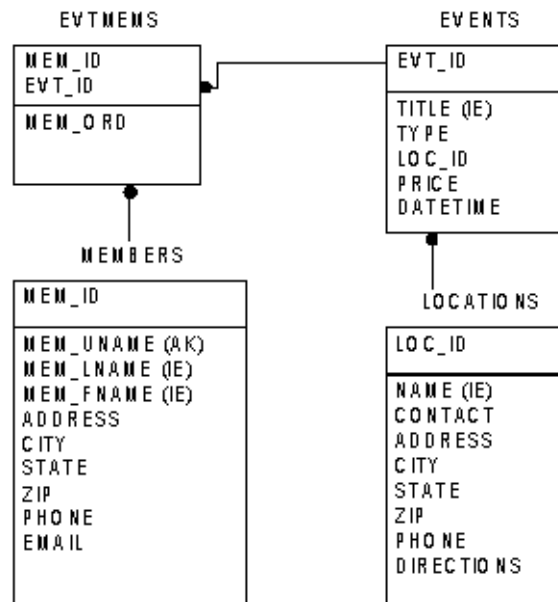 EVTMEMS
MEM_ID
EVT_ID
MEM_ORD
EVENTS
EVT_ID
TITLE (IE)
TYPE
LOC_ID
PRICE
DATETIME
MEMBERS
MEM_ID
MEM_UNAME (AK)
MEM_LNAME (IE)
MEM_FNAME (IE)
ADDRESS
CITY
STATE
ZIP
PHONE
EMAIL
LOCATIONS
LOC_ID
NAME (IE)
CONTACT
ADDRESS
CITY
STATE
ZIP
PHONE
DIRECTIONS